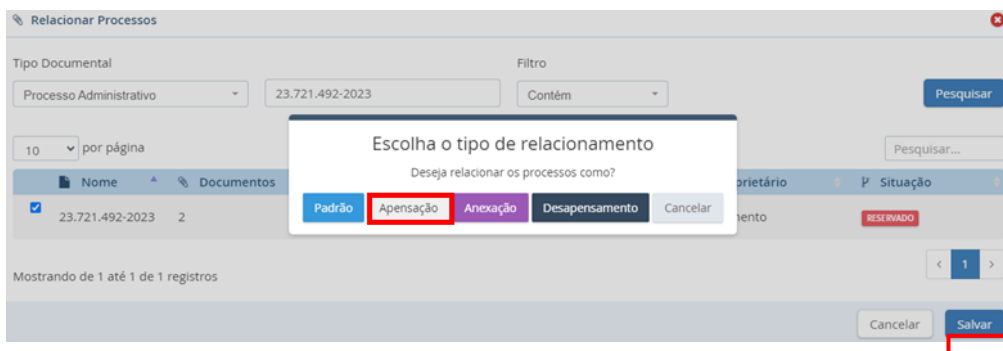 Relacionar Processos
Tipo Documental
Filtro
Processo Administrativo
23.721.492-2023
Contém
Pesquisar
10 por página
Pesquisar...
Escolha o tipo de relacionamento
Deseja relacionar os processos como?
Padrão Apensação Anexação Desapensamento Cancelar
Nome Documentos prietário Situação
23.721.492-2023 2 ento RESERVADO
Mostrando de 1 até 1 de 1 registros
< 1 >
Cancelar Salvar